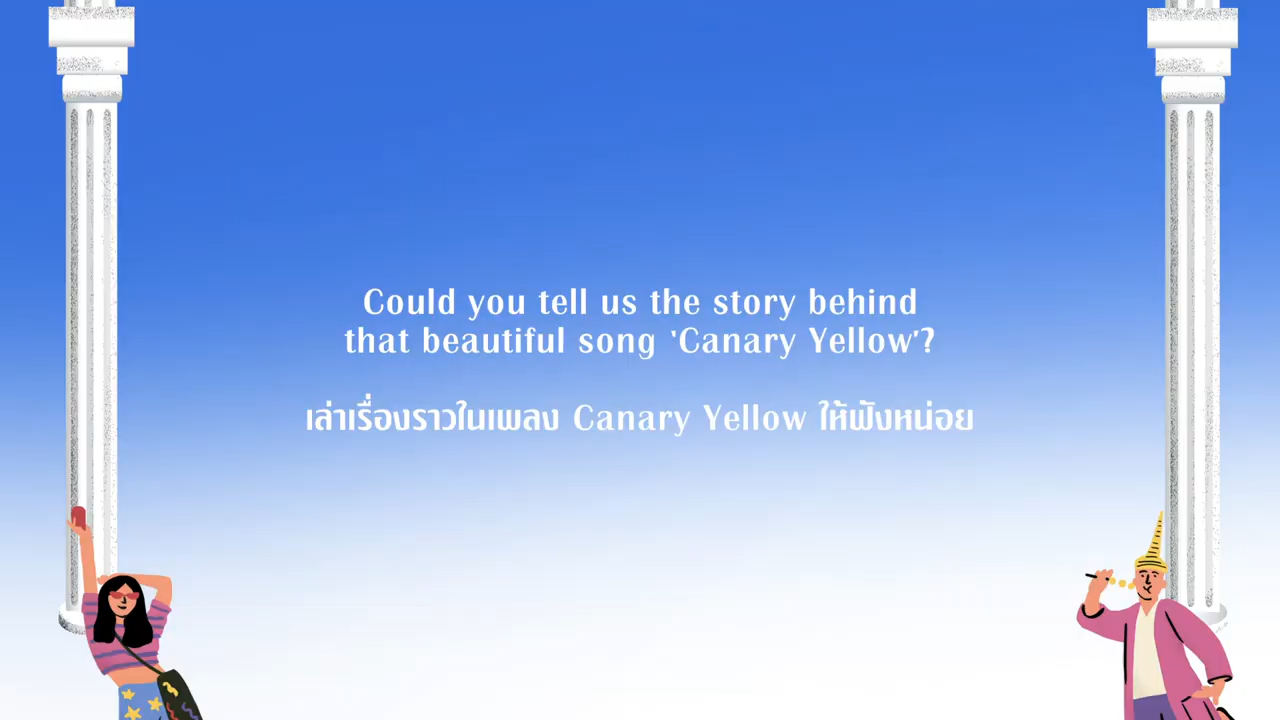 Could you tell us the story behind
that beautiful song 'Canary Yellow'?
เล่าเรื่องราวในเพลง Canary Yellow ให้ฟังหน่อย